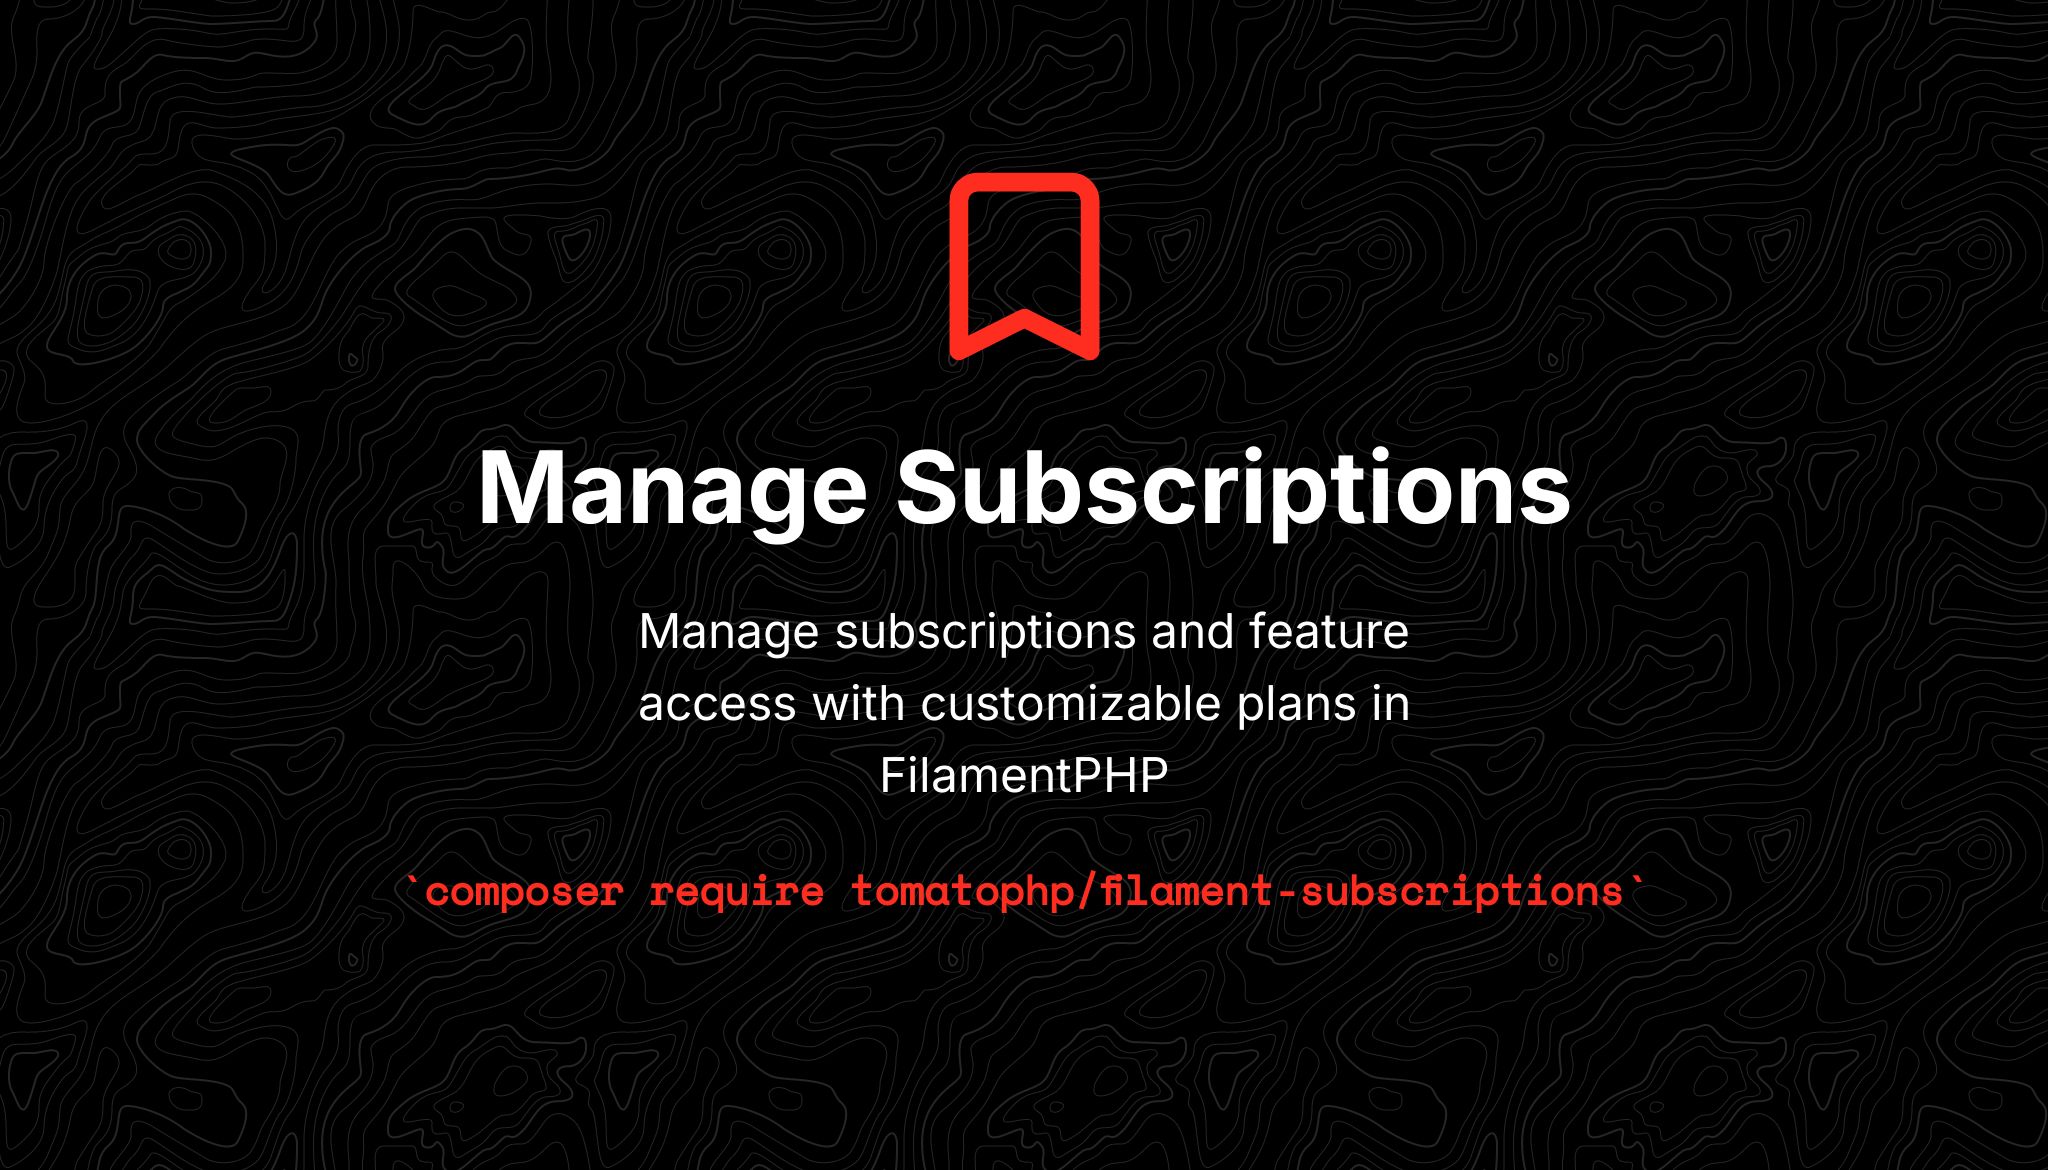 Manage Subscriptions
Manage subscriptions and feature
access with customizable plans in
FilamentPHP
`composer require tomatophp/filament-subscriptions`